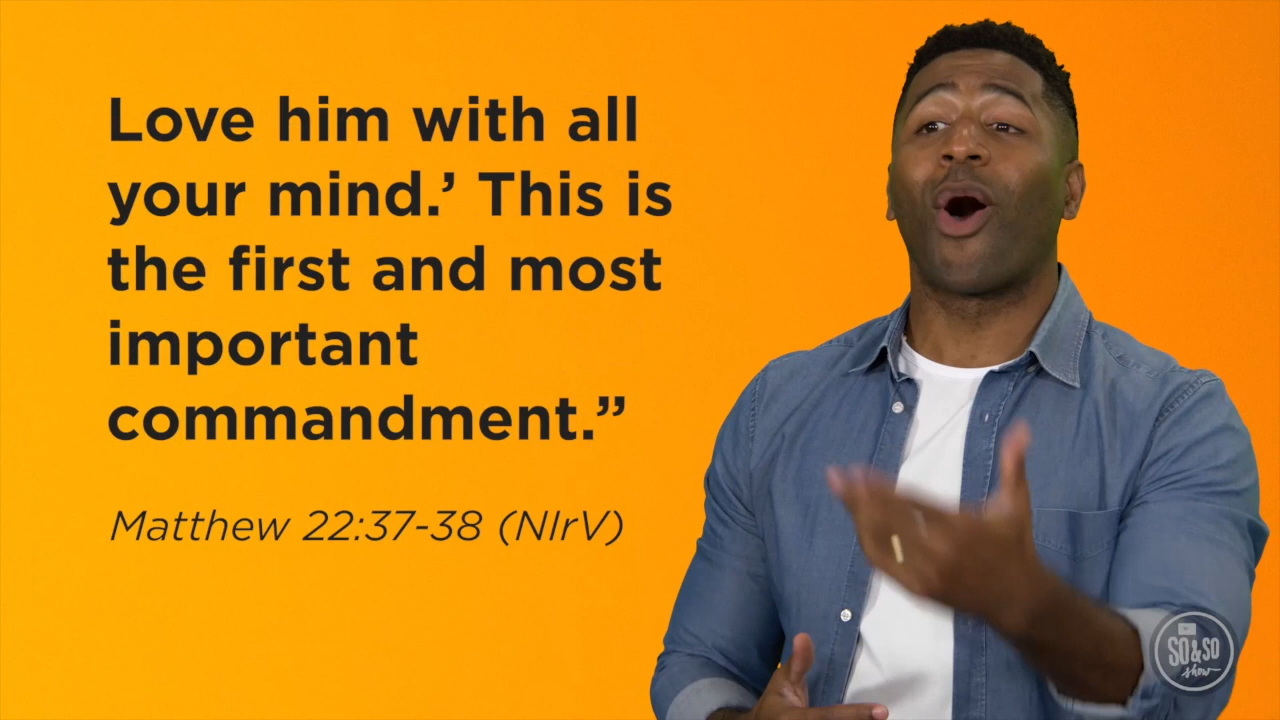 Love him with all
your mind.’ This is
the first and most
important
commandment.”
Matthew 22:37-38 (NIrV)
SO&SO
show